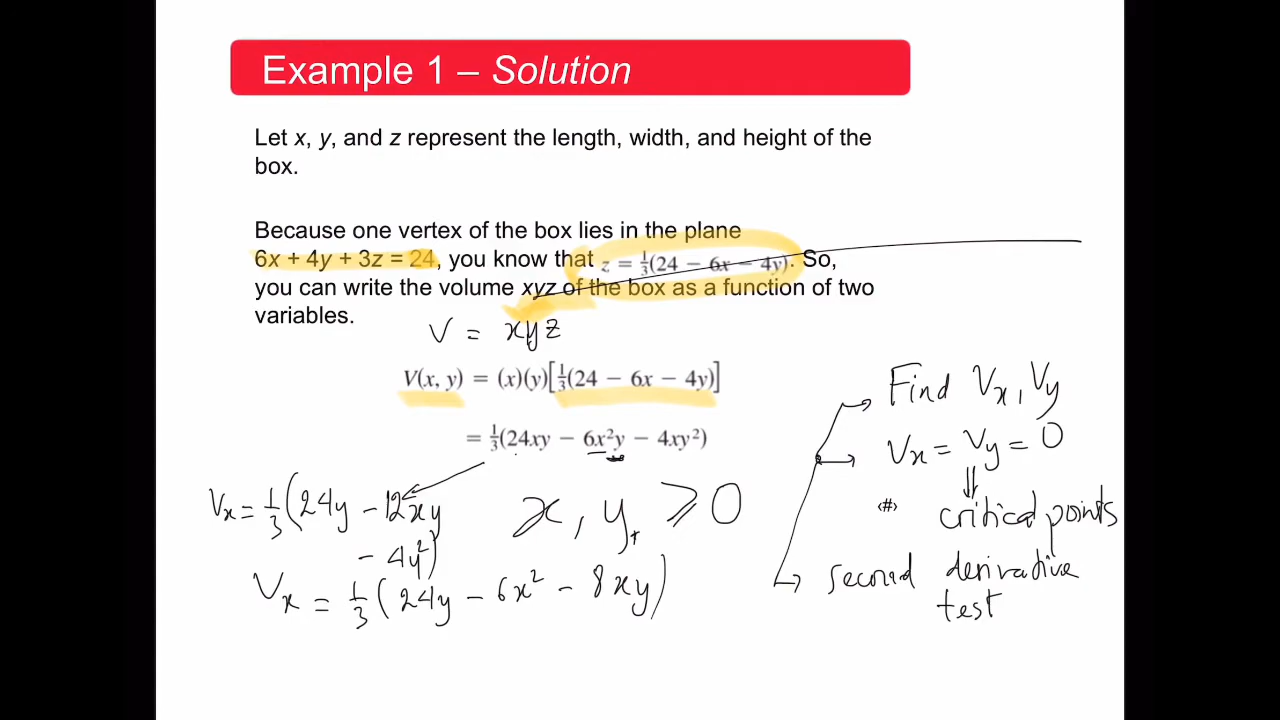 Example 1 – Solution
Let x, y, and z represent the length, width, and height of the
box.
Because one vertex of the box lies in the plane
6x + 4y + 3z = 24, you know that z = 1/3(24 − 6x − 4y). So,
you can write the volume xyz of the box as a function of two
variables.
V = xyz
V(x, y) = (x)(y)[1/3(24 − 6x − 4y)]
= 1/3(24xy − 6x²y − 4xy²)
Vx = 1/3(24y − 12xy
− 4y²)
Vx = 1/3(24y − 6x² − 8xy)
x, y, ⩾ 0
Find Vx, Vy
Vx = Vy = 0
⇓
(#) critical points
second derivative
test